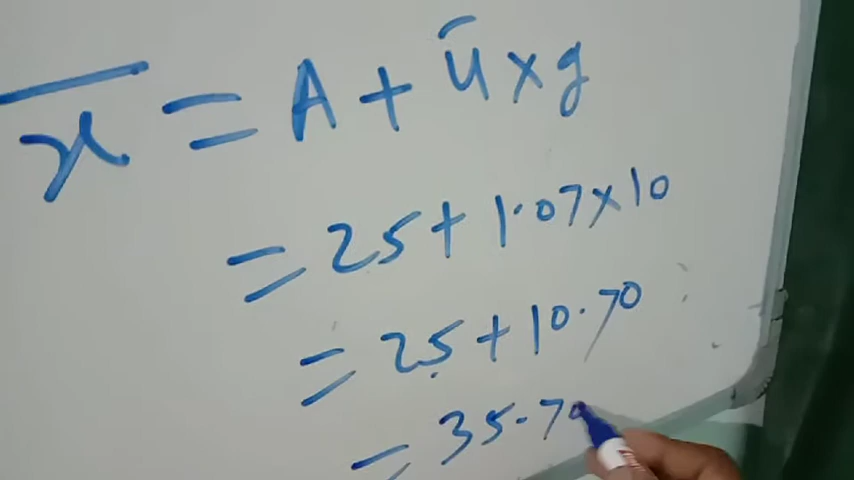 x̄ = A + ū × g
= 25 + 1.07 × 10
= 25 + 10.70
= 35.70